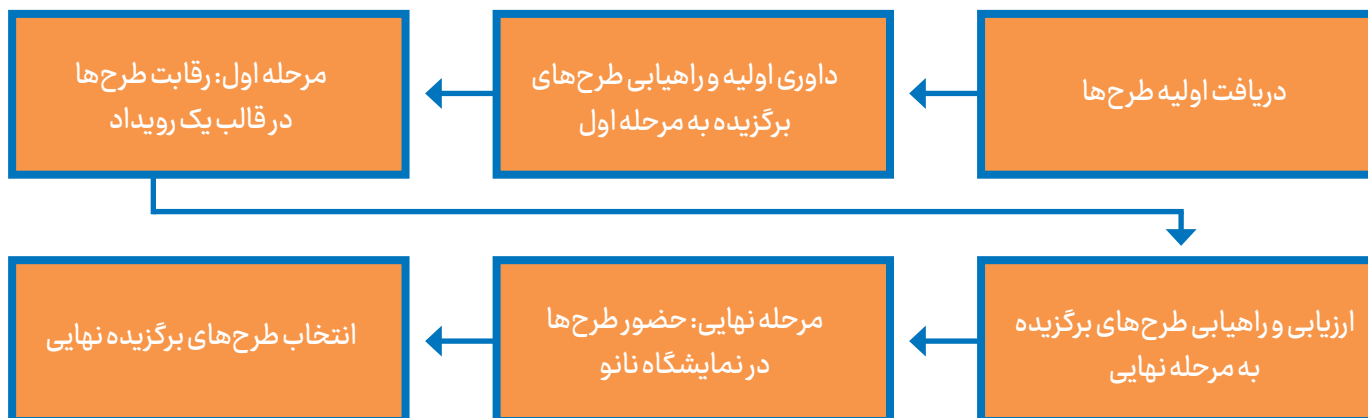 دریافت اولیه طرح‌ها
داوری اولیه و راهیابی طرح‌های
برگزیده به مرحله اول
مرحله اول: رقابت طرح‌ها
در قالب یک رویداد
ارزیابی و راهیابی طرح‌های برگزیده
به مرحله نهایی
مرحله نهایی: حضور طرح‌ها
در نمایشگاه نانو
انتخاب طرح‌های برگزیده نهایی